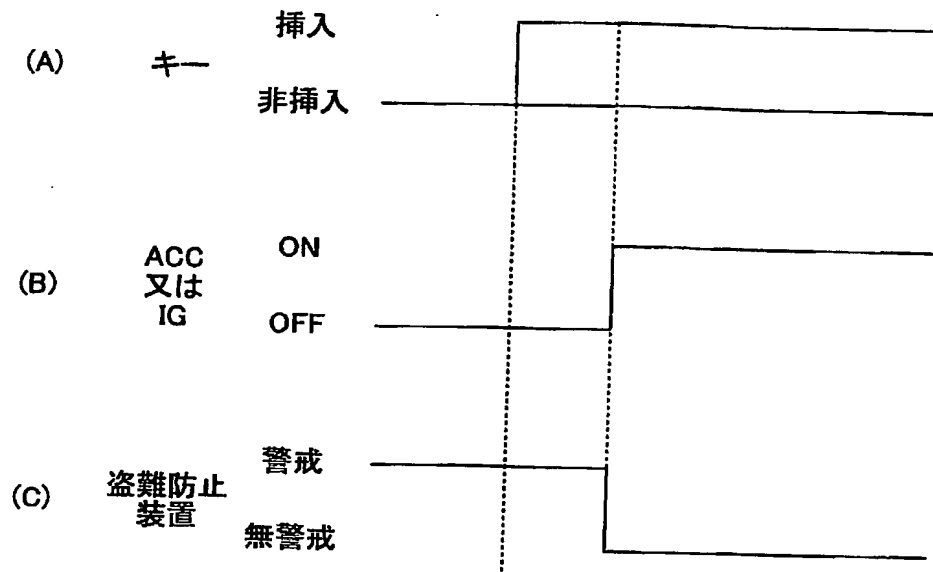 挿入
(A) キー
非挿入
ON
(B) ACC
又は
IG
OFF
警戒
(C) 盗難防止
装置
無警戒